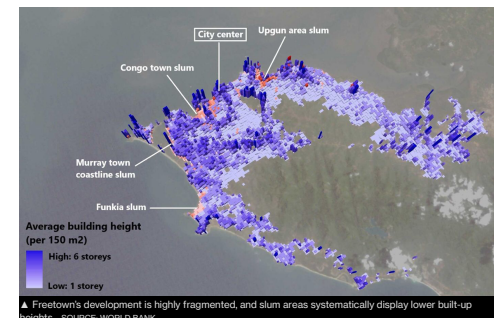 City center
Upgun area slum
Congo town slum
Murray town
coastline slum
Funkia slum
Average building height
(per 150 m2)
High: 6 storeys
Low: 1 storey
▲ Freetown's development is highly fragmented, and slum areas systematically display lower built-up
heights SOURCE: WORLD BANK